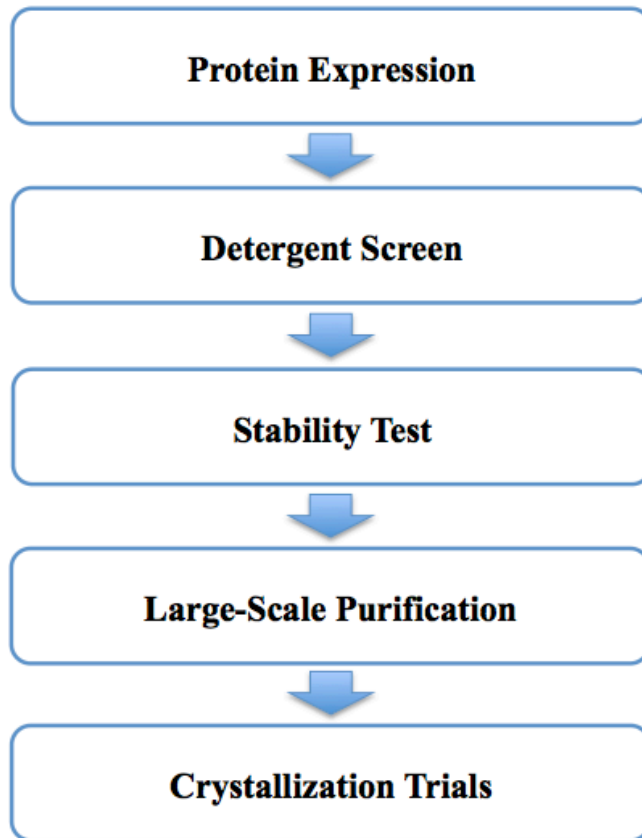 Protein Expression
Detergent Screen
Stability Test
Large-Scale Purification
Crystallization Trials